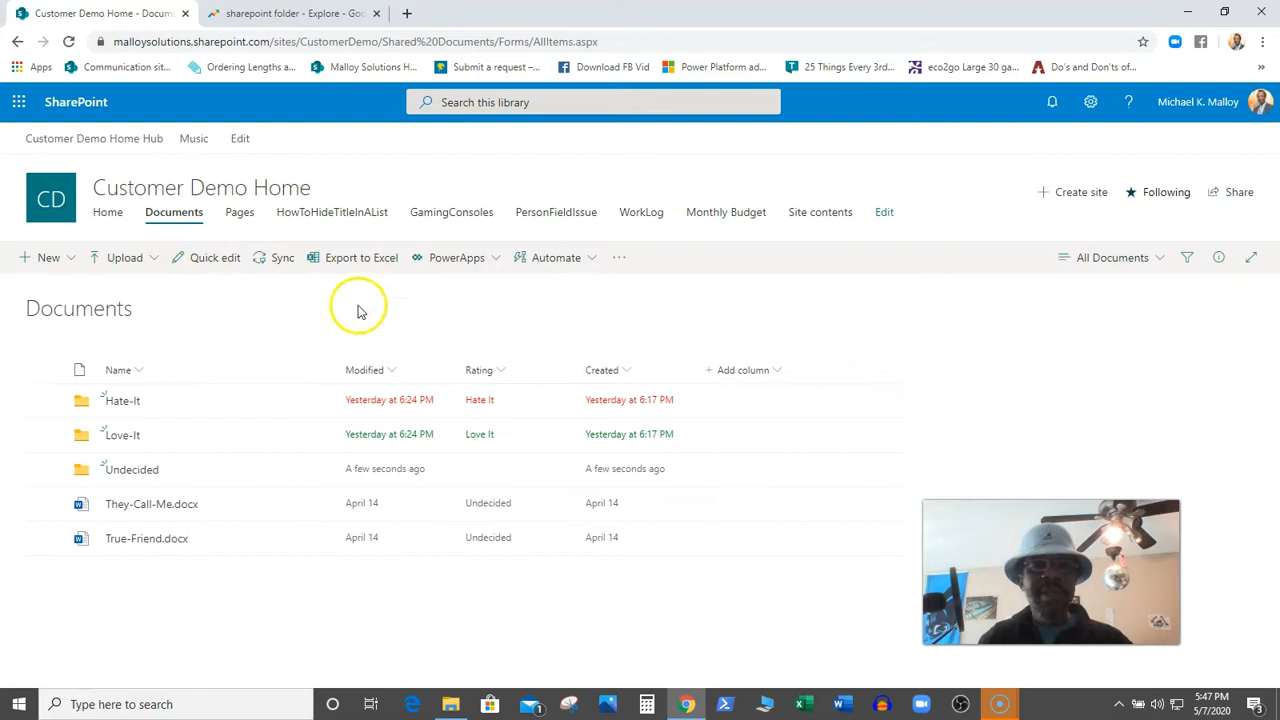 Customer Demo Home - Docum
sharepoint folder - Explore - Goo
malloysolutions.sharepoint.com/sites/CustomerDemo/Shared%20Documents/Forms/AllItems.aspx
Apps Communication sit... Ordering Lengths a... Malloy Solutions H... Submit a request –... Download FB Vid Power Platform ad... 25 Things Every 3rd... eco2go Large 30 ga... Do's and Don'ts of... »
SharePoint Search this library ? Michael K. Malloy
Customer Demo Home Hub Music Edit
CD
Customer Demo Home
Create site Following Share
Home Documents Pages HowToHideTitleInAList GamingConsoles PersonFieldIssue WorkLog Monthly Budget Site contents Edit
New Upload Quick edit Sync Export to Excel PowerApps Automate ··· All Documents
Documents
Name Modified Rating Created + Add column
Hate-It Yesterday at 6:24 PM Hate It Yesterday at 6:17 PM
Love-It Yesterday at 6:24 PM Love It Yesterday at 6:17 PM
Undecided A few seconds ago A few seconds ago
They-Call-Me.docx April 14 Undecided April 14
True-Friend.docx April 14 Undecided April 14
Type here to search
5:47 PM
5/7/2020